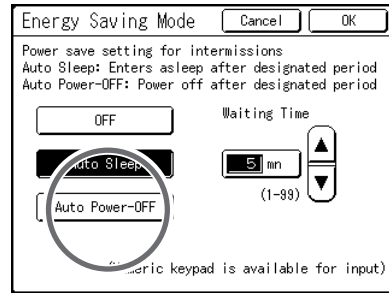 Energy Saving Mode Cancel OK
Power save setting for intermissions
Auto Sleep: Enters asleep after designated period
Auto Power-OFF: Power off after designated period
OFF Waiting Time
Auto Sleep 5 mn
Auto Power-OFF (1-99)
keypad is available for input)